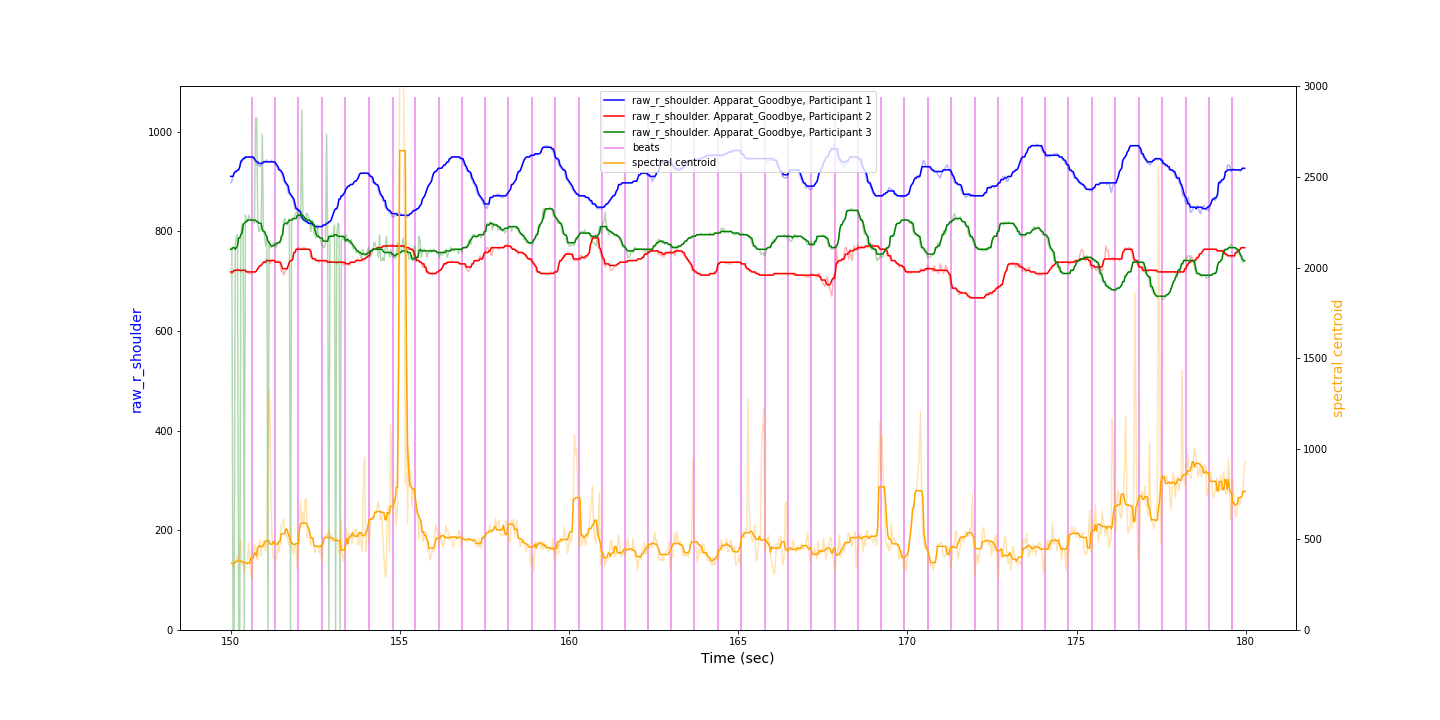 raw_r_shoulder. Apparat_Goodbye, Participant 1
raw_r_shoulder. Apparat_Goodbye, Participant 2
raw_r_shoulder. Apparat_Goodbye, Participant 3
beats
spectral centroid
raw_r_shoulder
1000
800
600
400
200
0
3000
2500
2000
1500
1000
500
0
spectral centroid
150 155 160 165 170 175 180
Time (sec)